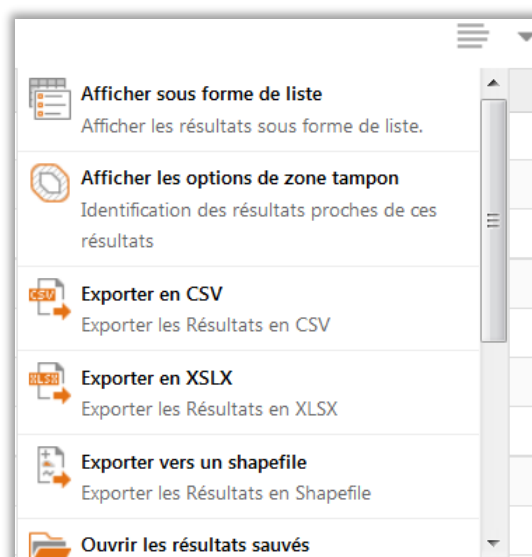 Afficher sous forme de liste
Afficher les résultats sous forme de liste.
Afficher les options de zone tampon
Identification des résultats proches de ces
résultats
CSV
Exporter en CSV
Exporter les Résultats en CSV
XLSX
Exporter en XSLX
Exporter les Résultats en XLSX
Exporter vers un shapefile
Exporter les Résultats en Shapefile
Ouvrir les résultats sauvés